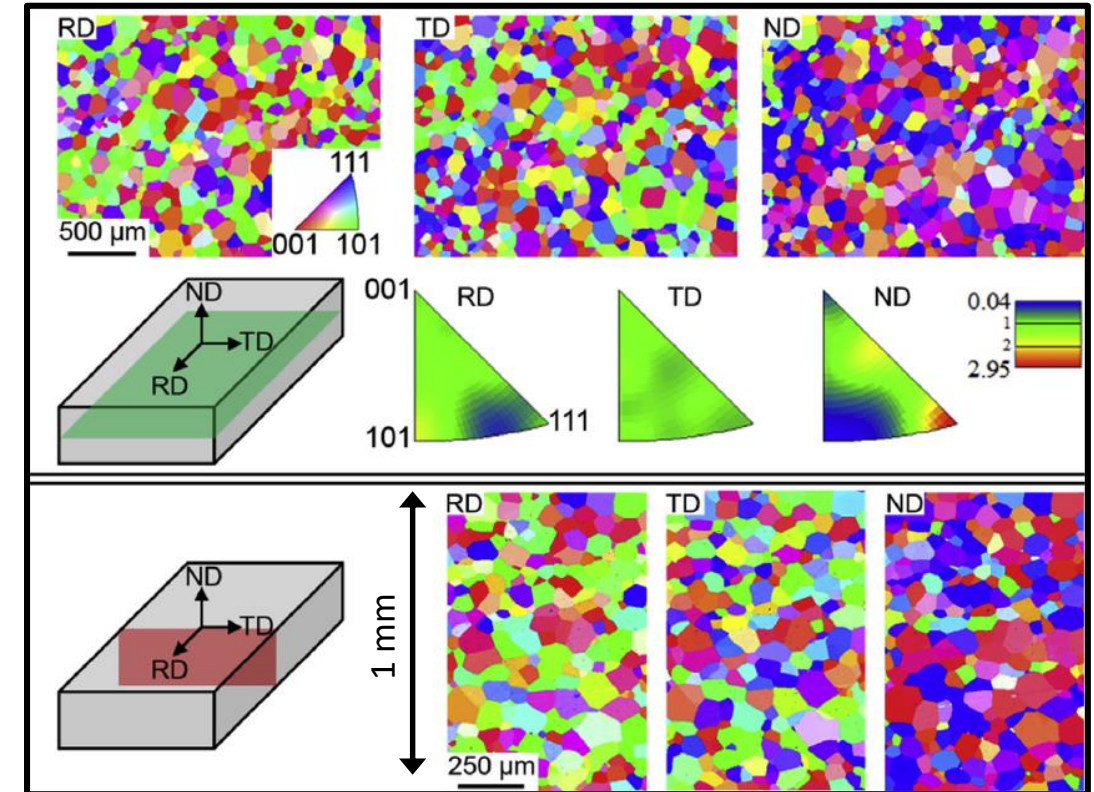 RD
TD
ND
111
001 101
500 µm
ND
TD
RD
001
RD
TD
ND
101
111
0.04
1
2
2.95
RD
TD
ND
ND
TD
RD
1 mm
250 µm